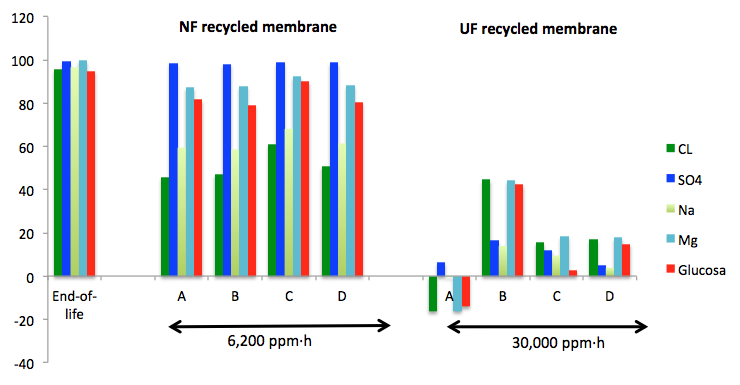 NF recycled membrane
UF recycled membrane
120
100
80
60
40
20
0
-20
-40
CL
SO4
Na
Mg
Glucosa
End-of-
life
A
B
C
D
A
B
C
D
6,200 ppm·h
30,000 ppm·h